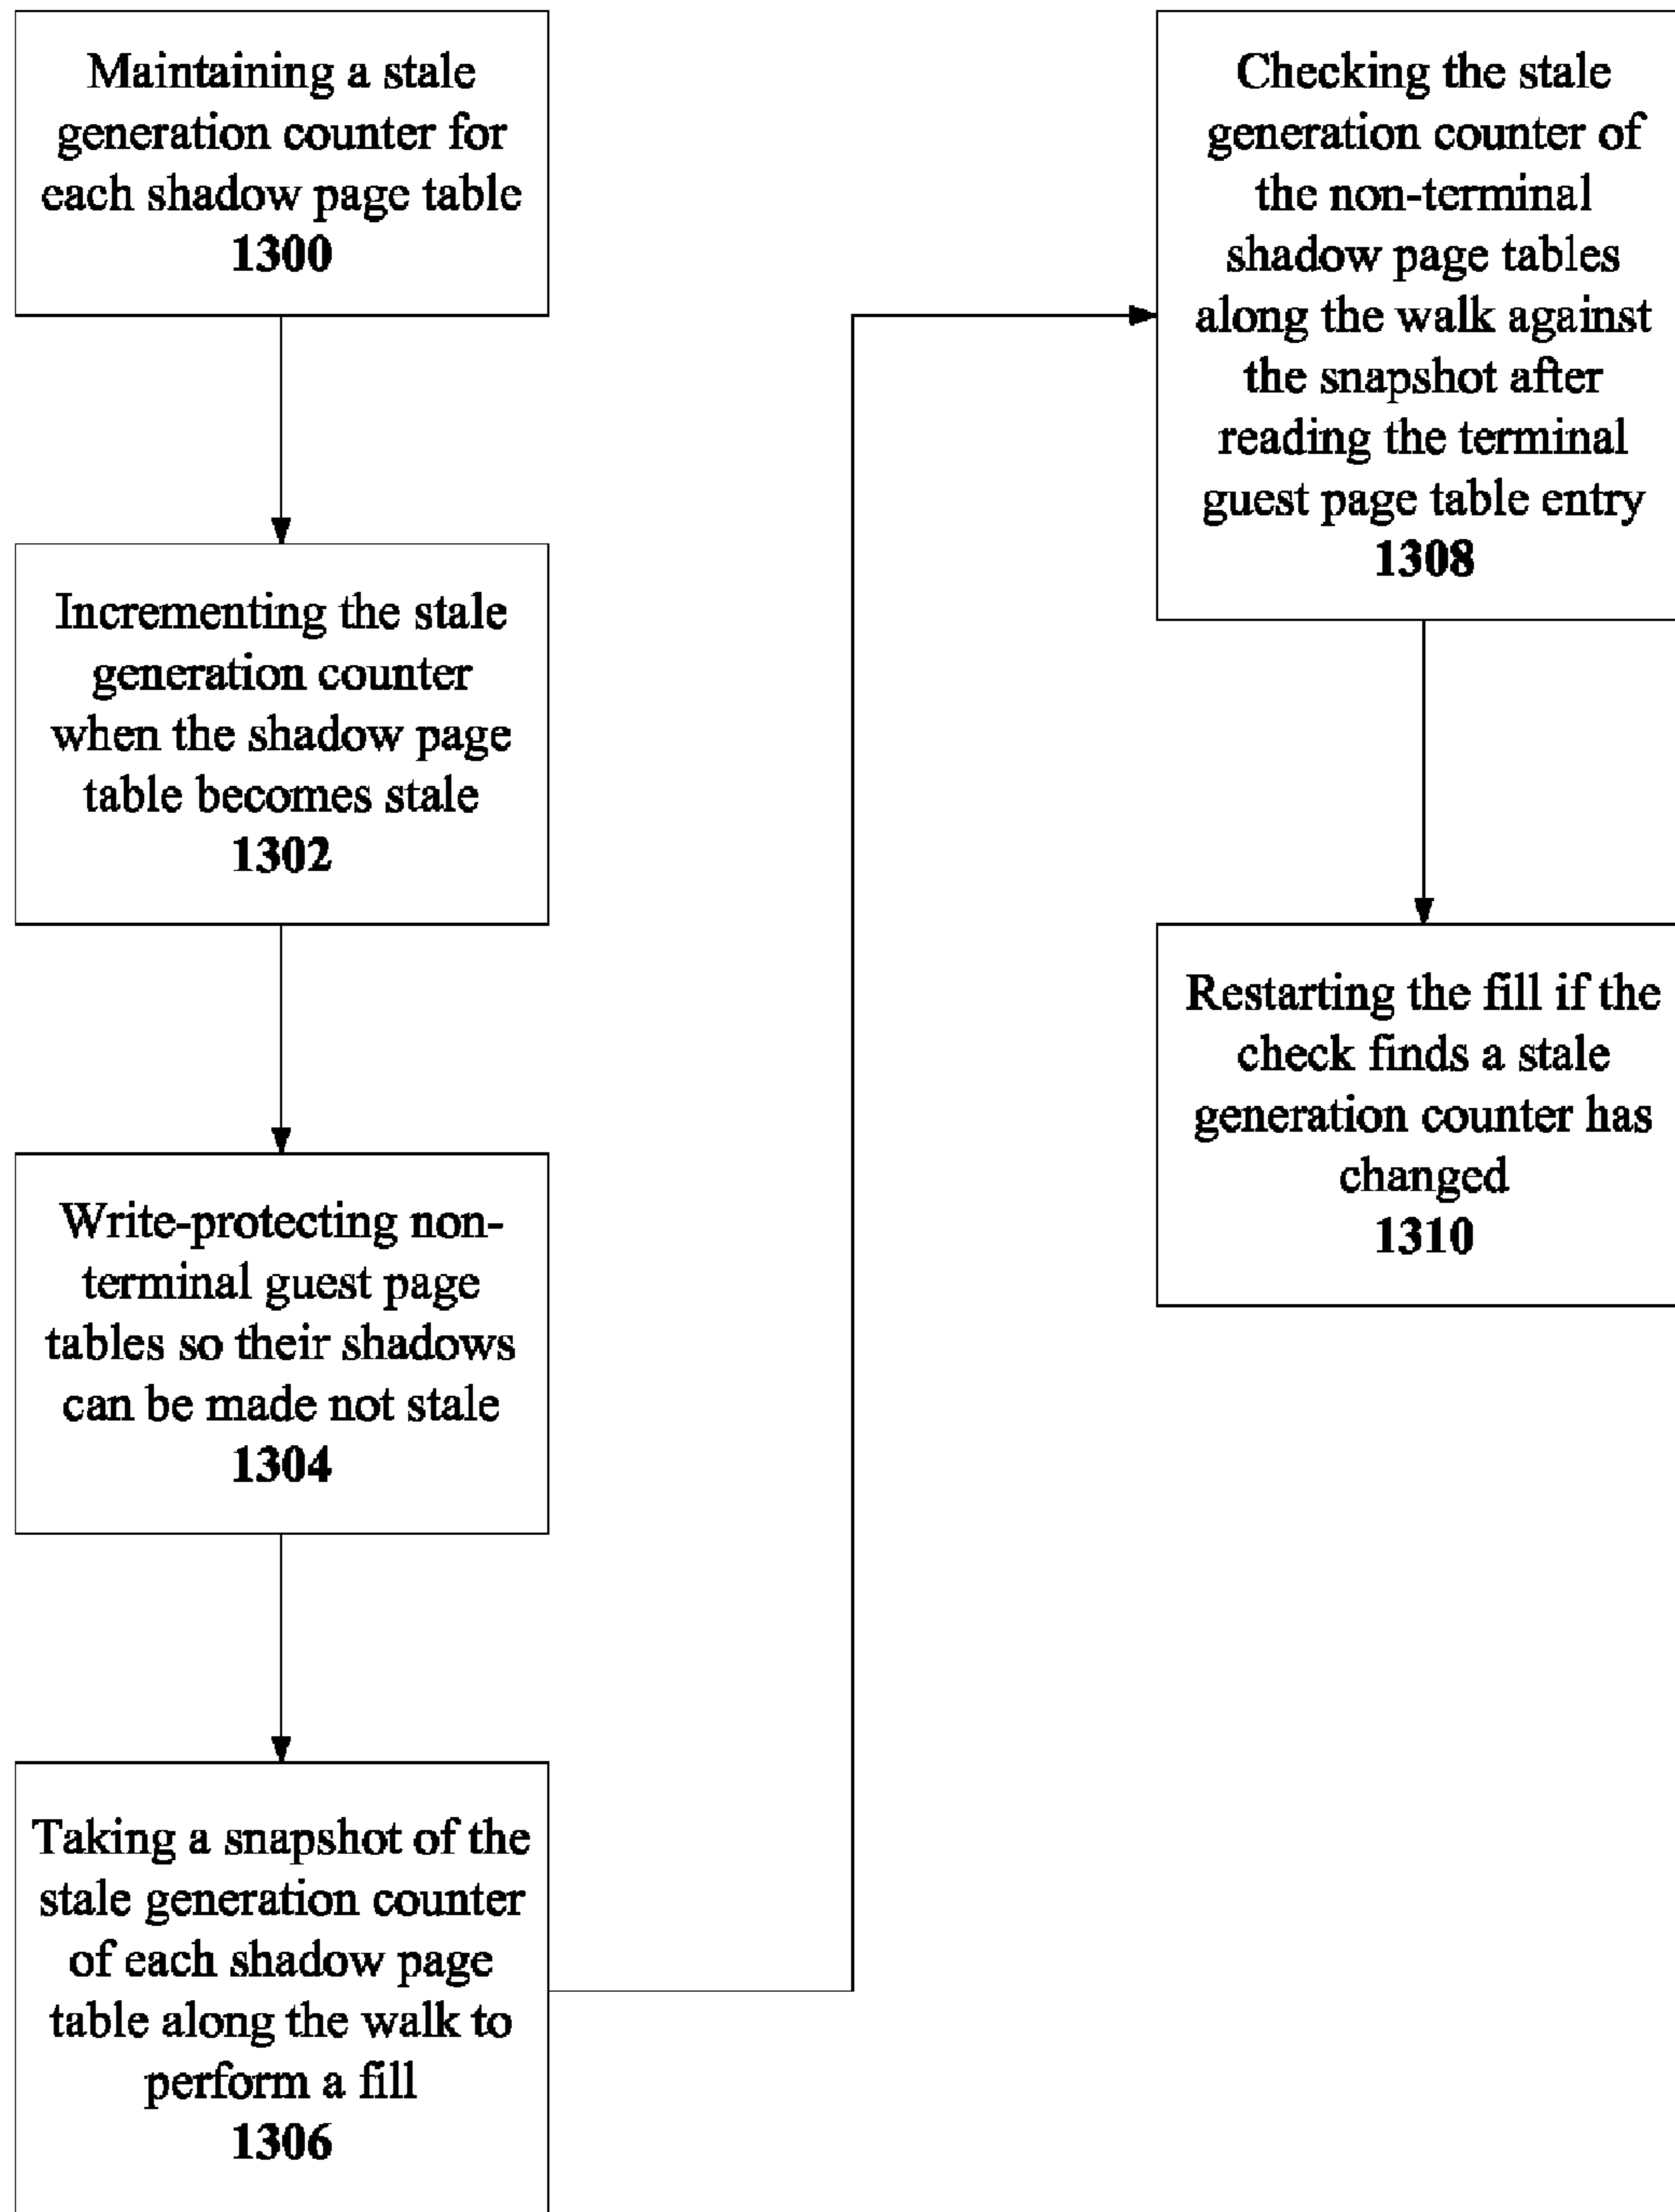 Maintaining a stale
generation counter for
each shadow page table
1300
Incrementing the stale
generation counter
when the shadow page
table becomes stale
1302
Write-protecting non-
terminal guest page
tables so their shadows
can be made not stale
1304
Taking a snapshot of the
stale generation counter
of each shadow page
table along the walk to
perform a fill
1306
Checking the stale
generation counter of
the non-terminal
shadow page tables
along the walk against
the snapshot after
reading the terminal
guest page table entry
1308
Restarting the fill if the
check finds a stale
generation counter has
changed
1310